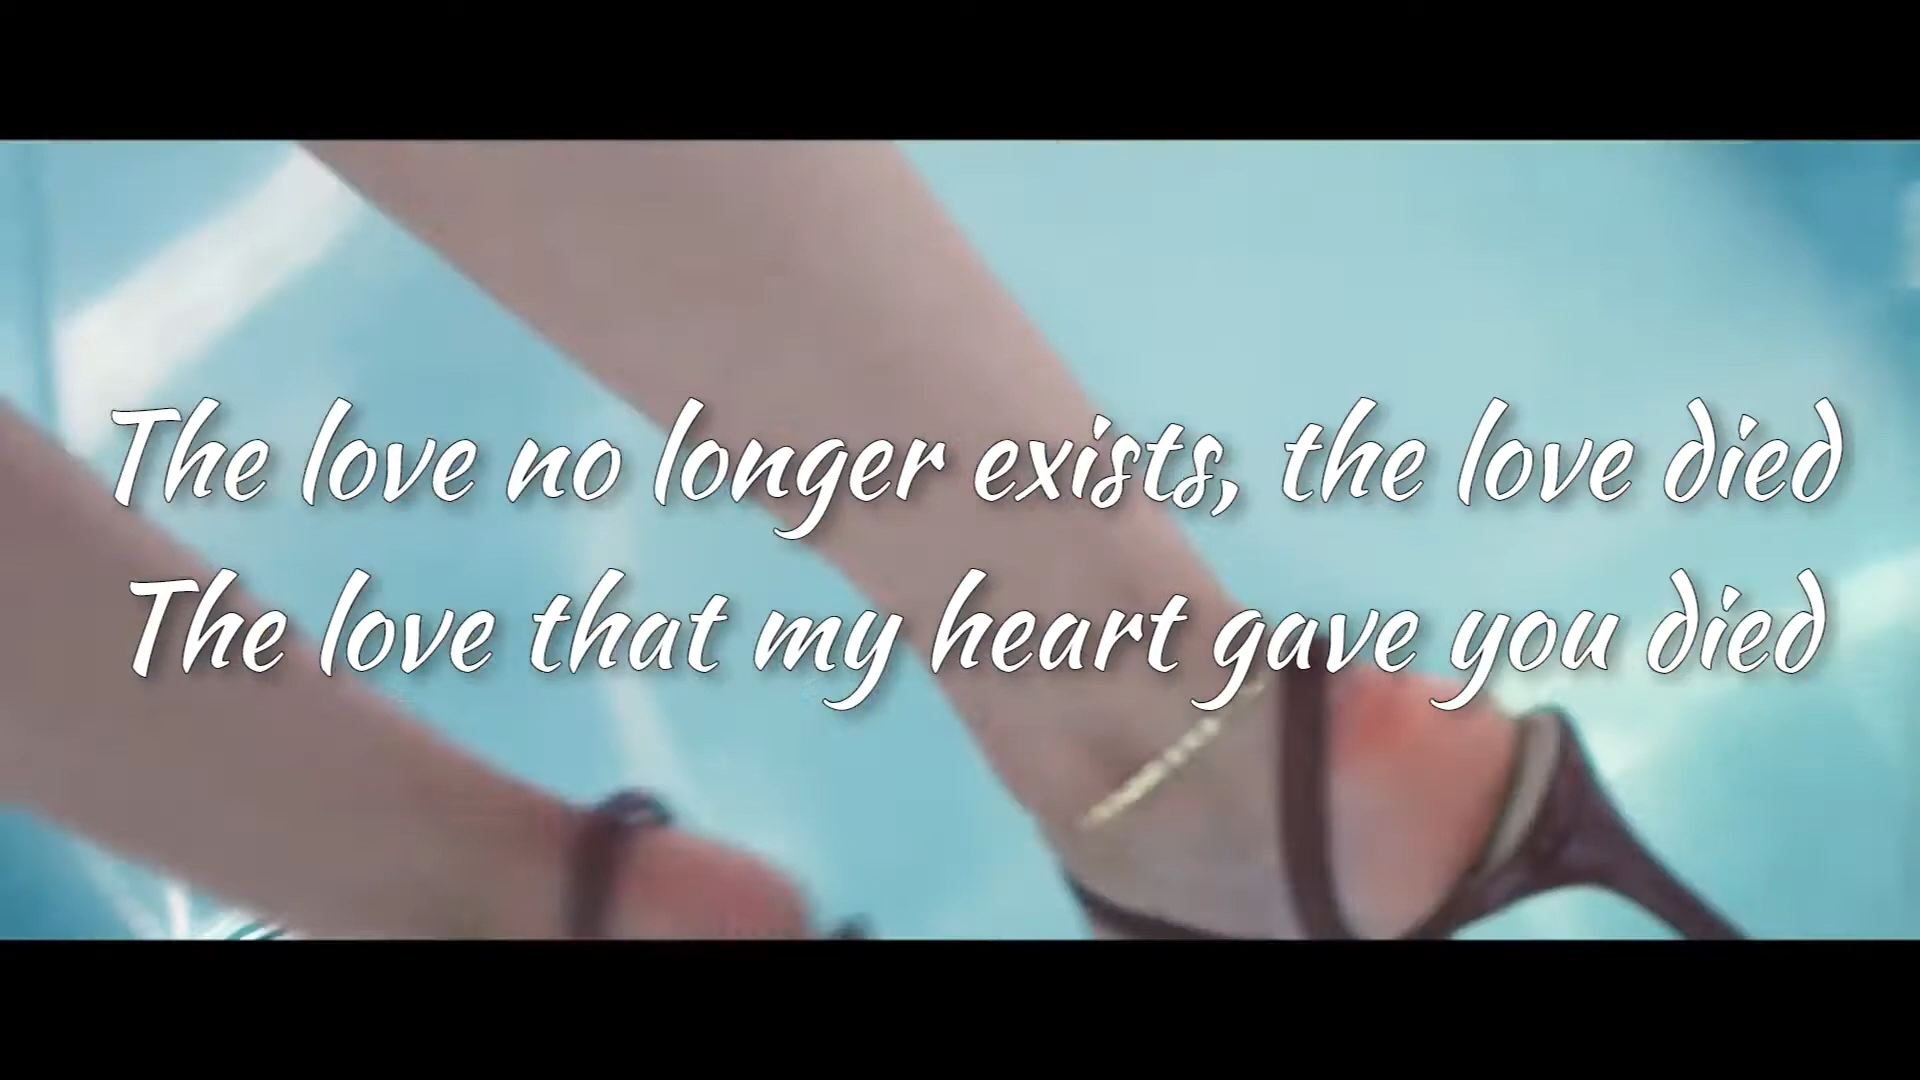 The love no longer exists, the love died
The love that my heart gave you died